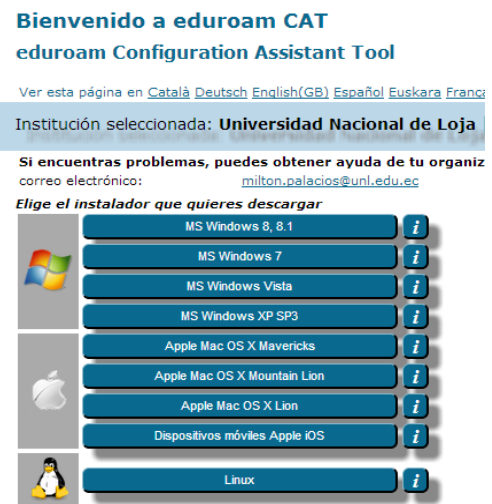 Bienvenido a eduroam CAT
eduroam Configuration Assistant Tool
Ver esta página en Català Deutsch English(GB) Español Euskara França
Institución seleccionada: Universidad Nacional de Loja
Si encuentras problemas, puedes obtener ayuda de tu organiz
correo electrónico: milton.palacios@unl.edu.ec
Elige el instalador que quieres descargar
MS Windows 8, 8.1 i
MS Windows 7 i
MS Windows Vista i
MS Windows XP SP3 i
Apple Mac OS X Mavericks i
Apple Mac OS X Mountain Lion i
Apple Mac OS X Lion i
Dispositivos móviles Apple iOS i
Linux i